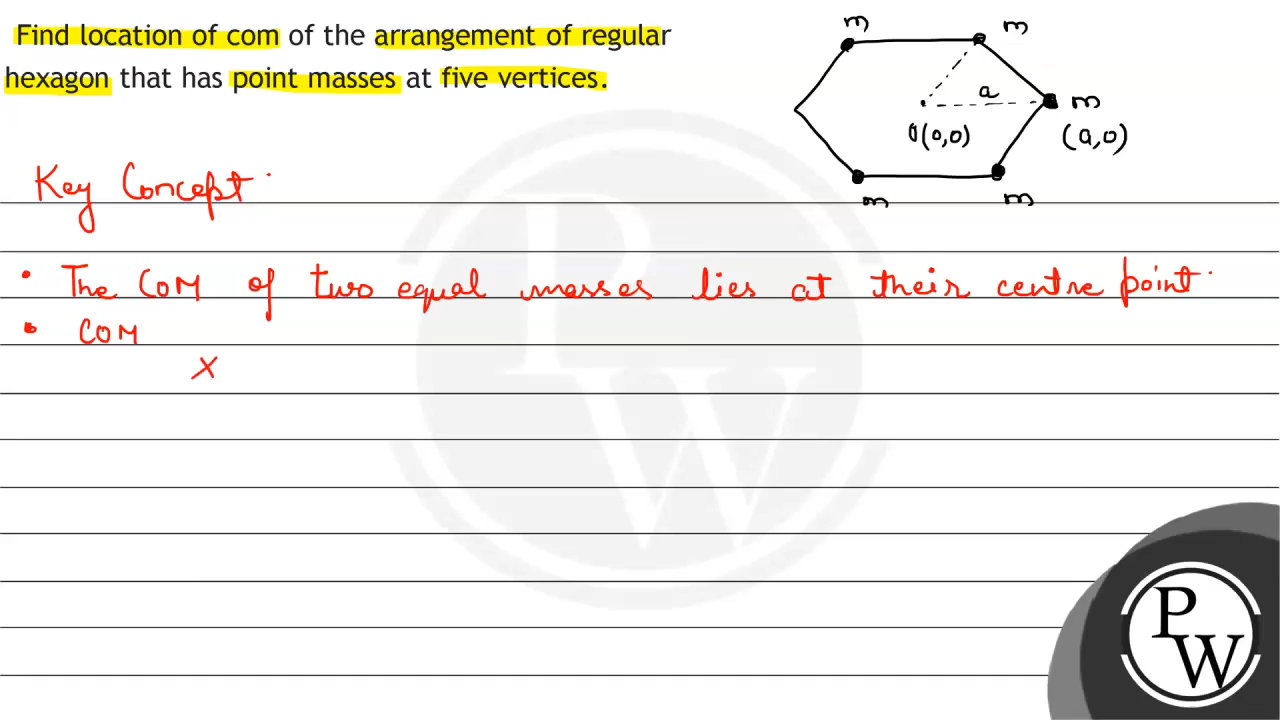 Find location of com of the arrangement of regular
hexagon that has point masses at five vertices.
m
m
a
m
O(0,0)
(a,0)
m
m
Key Concept.
• The COM of two equal masses lies at their centre point.
• COM
X
PW
P
W